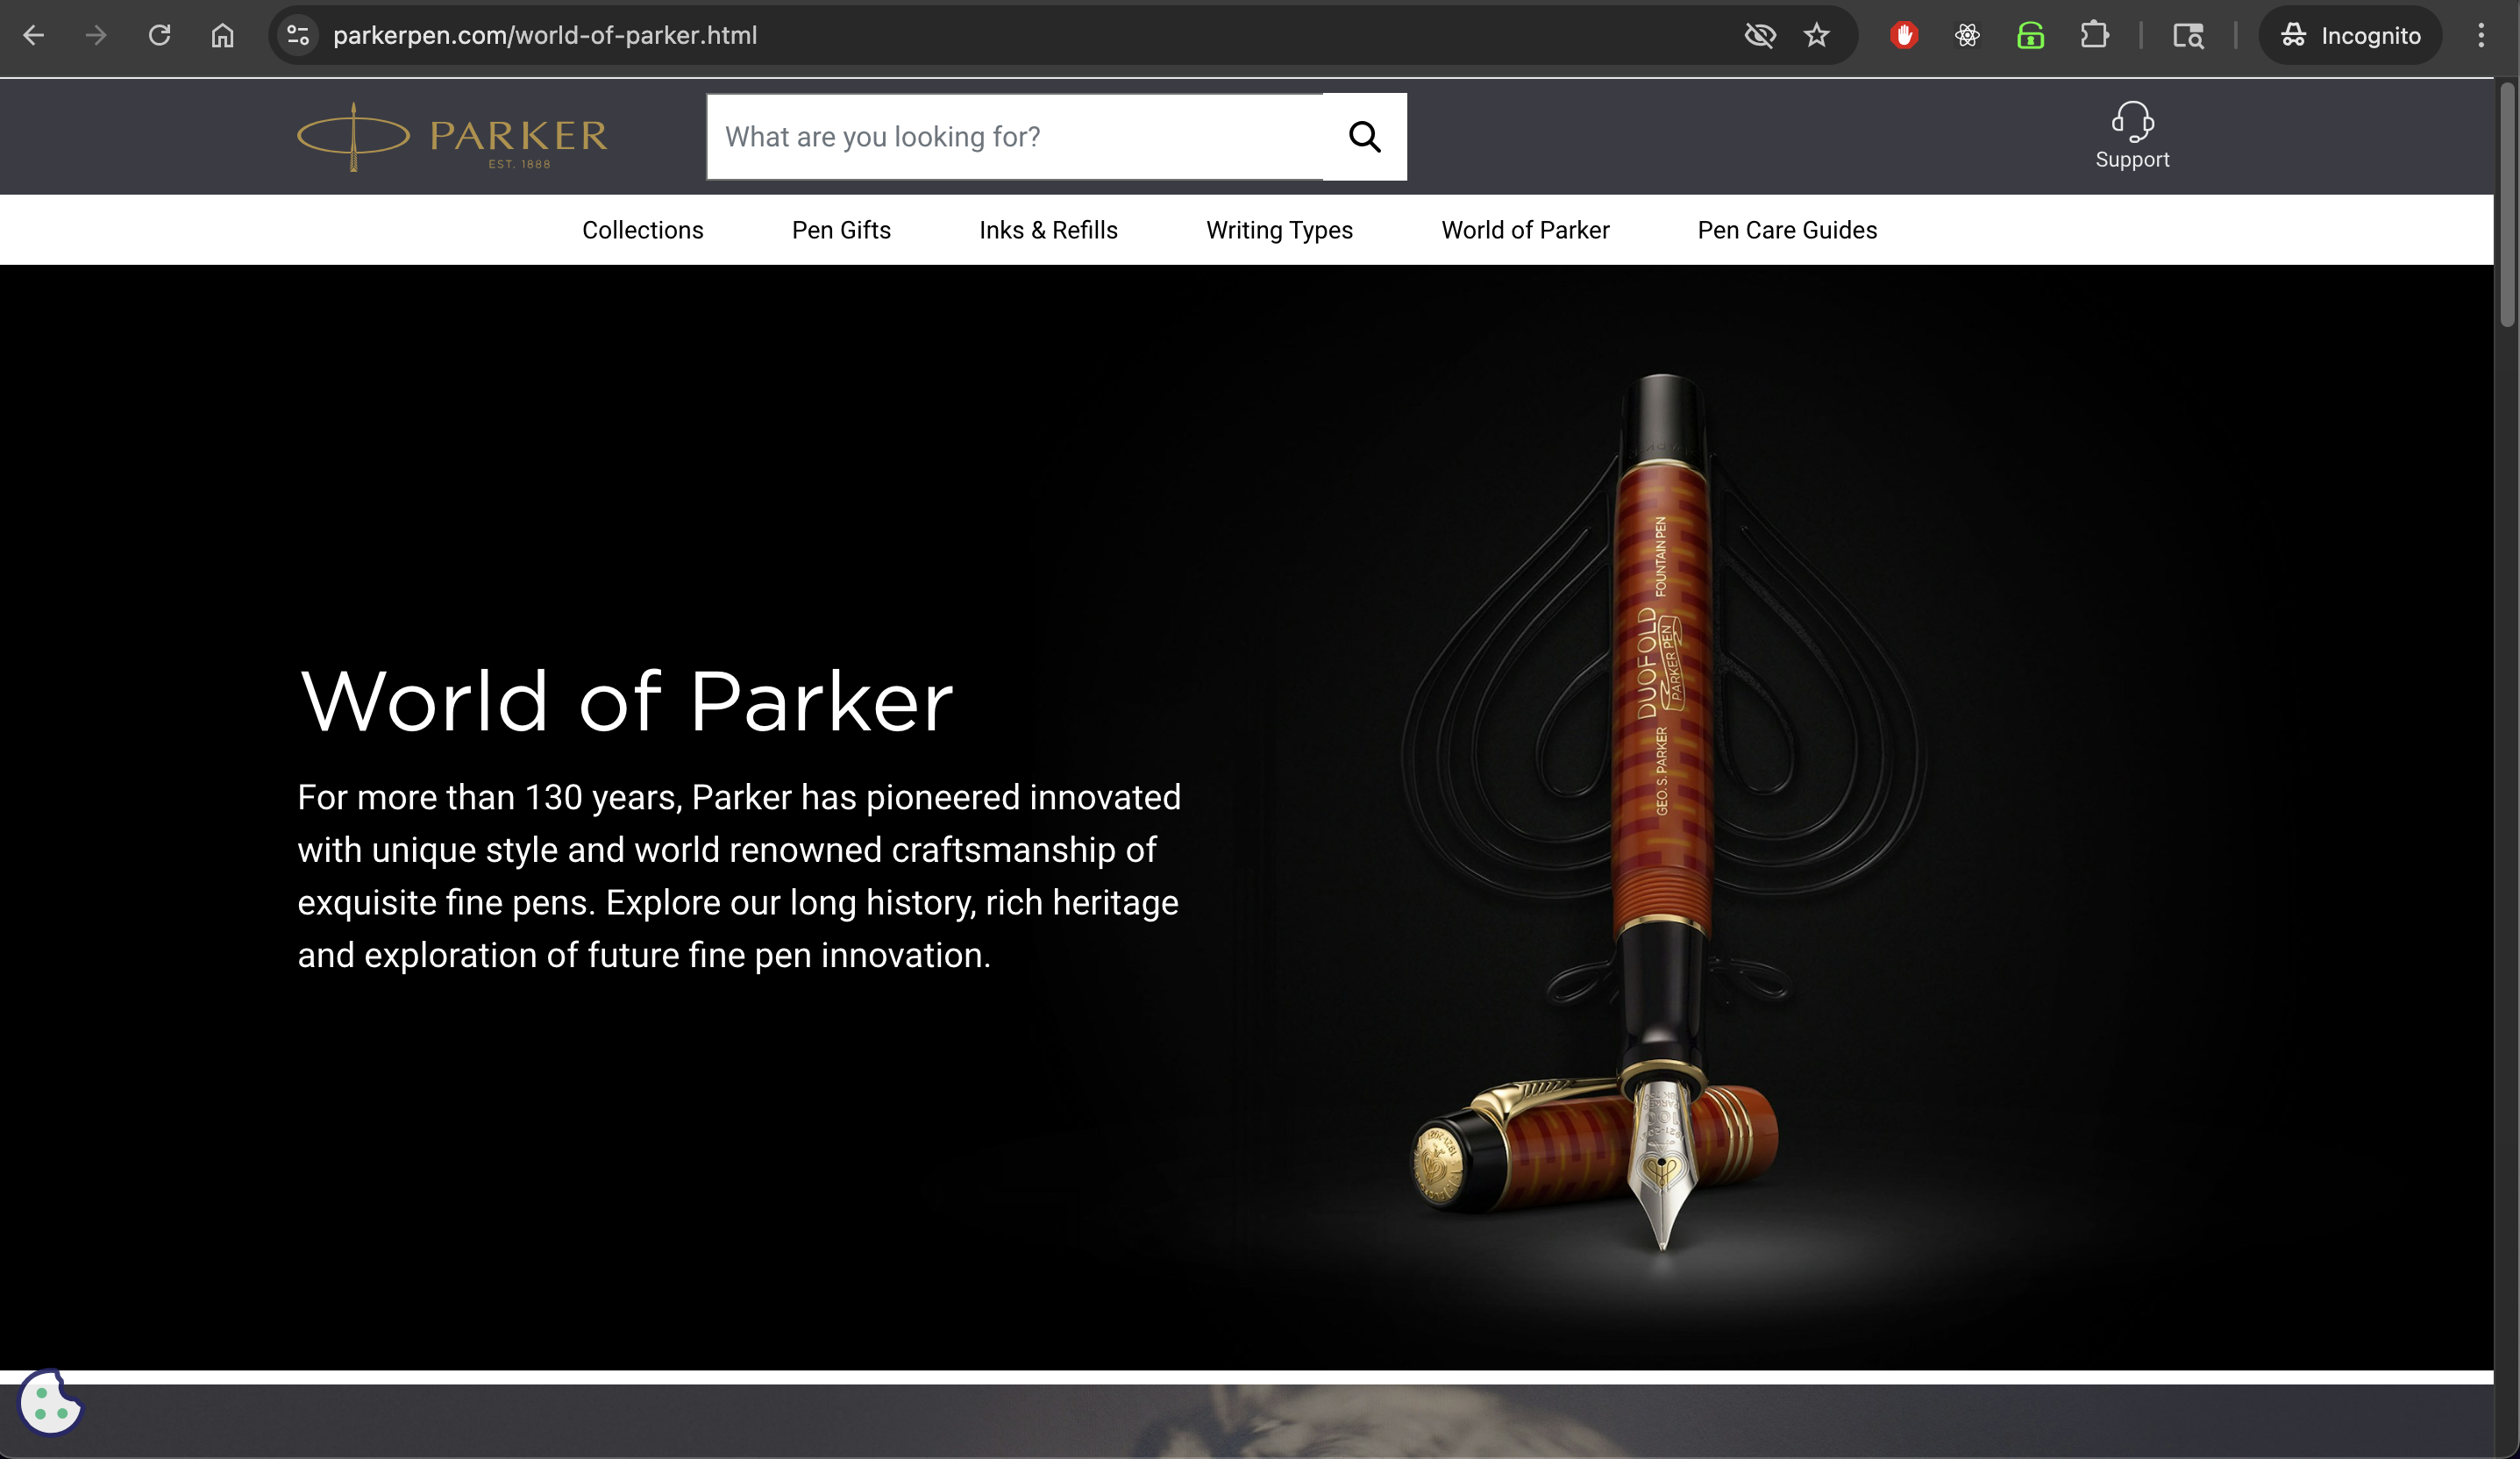 parkerpen.com/world-of-parker.html
Incognito
PARKER
EST. 1888
What are you looking for?
Support
Collections
Pen Gifts
Inks & Refills
Writing Types
World of Parker
Pen Care Guides
World of Parker
For more than 130 years, Parker has pioneered innovated
with unique style and world renowned craftsmanship of
exquisite fine pens. Explore our long history, rich heritage
and exploration of future fine pen innovation.
GEO. S. PARKER
DUOFOLD
PARKER PEN
FOUNTAIN PEN